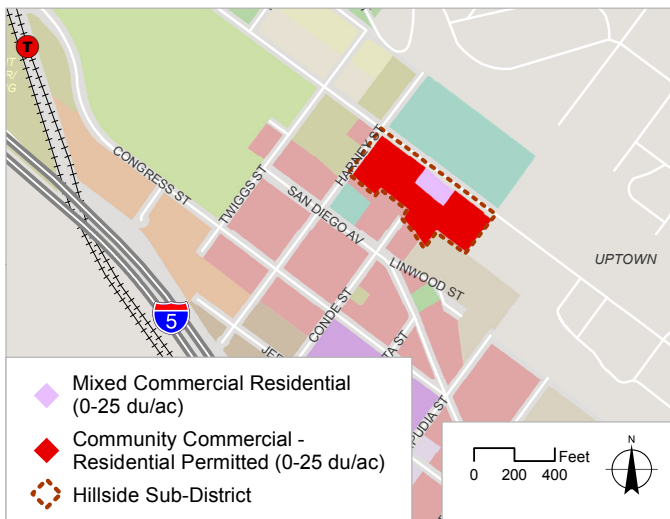 T
CONGRESS ST
TWIGGS ST
HARNEY ST
SAN DIEGO AV
LINWOOD ST
CONDE ST
UPTOWN
5
Mixed Commercial Residential
(0-25 du/ac)
Community Commercial -
Residential Permitted (0-25 du/ac)
Hillside Sub-District
Feet
0 200 400
N